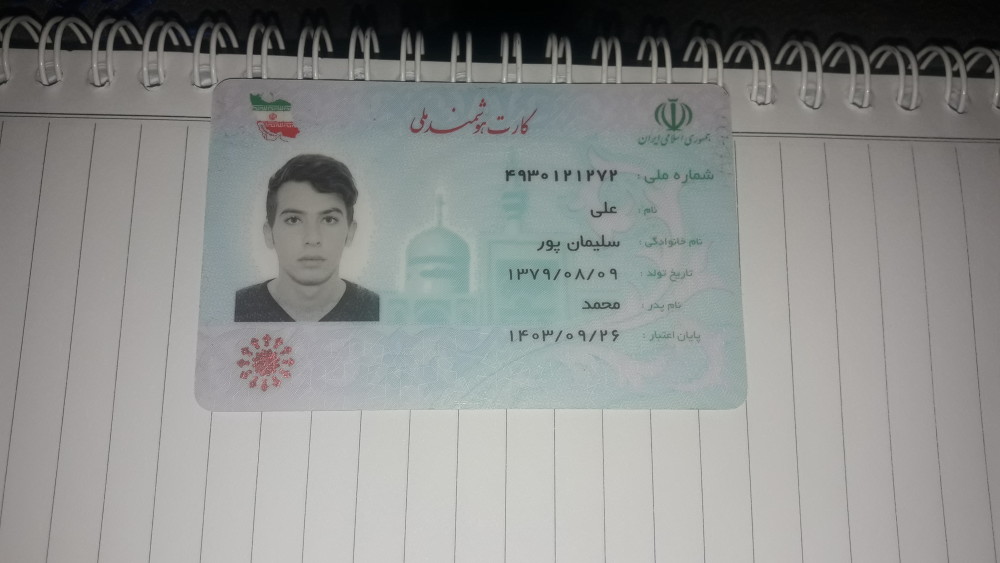 کارت هوشمند ملی
جمهوری اسلامی ایران
شماره ملی: ۴۹۳۰۱۲۱۲۷۲
نام: علی
نام خانوادگی: سلیمان پور
تاریخ تولد: ۱۳۷۹/۰۸/۰۹
نام پدر: محمد
پایان اعتبار: ۱۴۰۳/۰۹/۲۶